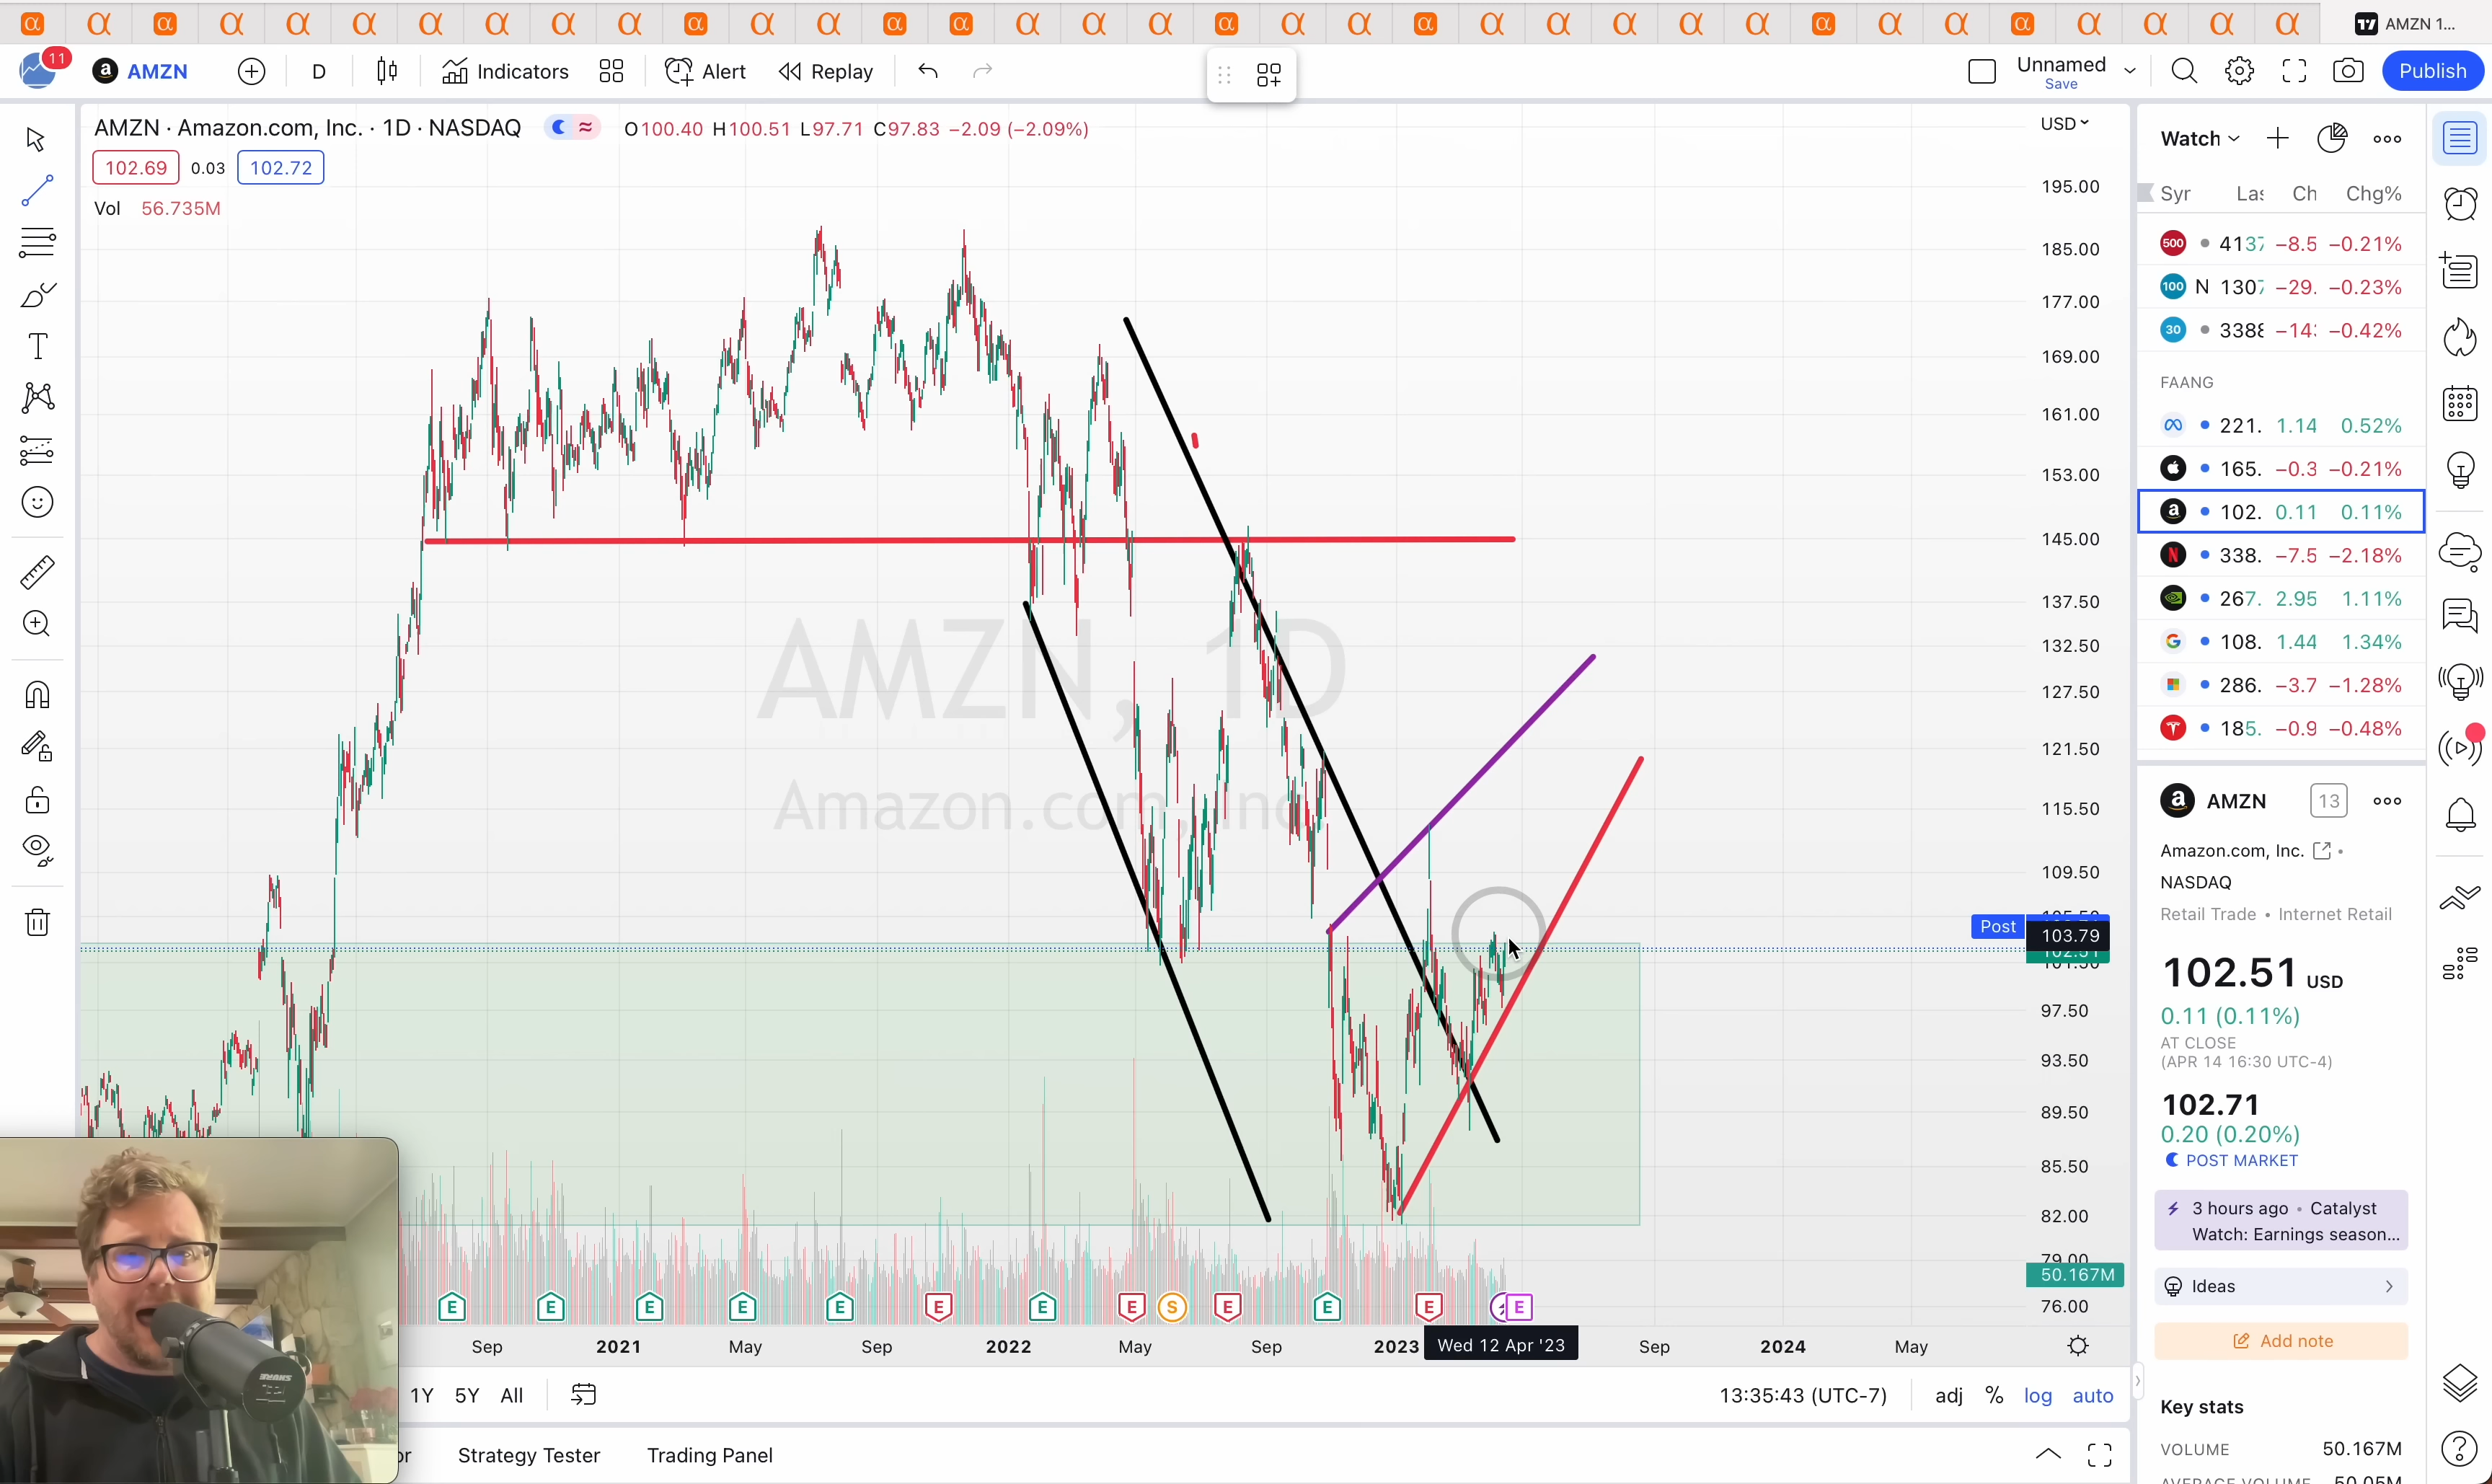 AMZN 1...
11
AMZN
D
Indicators
Alert
Replay
Unnamed
Save
Publish
AMZN · Amazon.com, Inc. · 1D · NASDAQ
O100.40 H100.51 L97.71 C97.83 −2.09 (−2.09%)
USD
102.69 0.03 102.72
Vol 56.735M
195.00
185.00
177.00
169.00
161.00
153.00
145.00
137.50
132.50
127.50
121.50
115.50
109.50
Post
103.79
97.50
93.50
89.50
85.50
82.00
79.00
50.167M
76.00
AMZN, 1D
Amazon.com, Inc
E E E E E E E E S E E E E
Sep 2021 May Sep 2022 May Sep 2023 Wed 12 Apr '23 Sep 2024 May
1Y 5Y All
13:35:43 (UTC-7) adj % log auto
Strategy Tester Trading Panel
Watch
Chg%
500 −8.5 −0.21%
100 N −29. −0.23%
30 −0.42%
FAANG
221. 1.14 0.52%
165. −0.3 −0.21%
102. 0.11 0.11%
338. −7.5 −2.18%
267. 2.95 1.11%
108. 1.44 1.34%
286. −3.7 −1.28%
185. −0.9 −0.48%
AMZN 13
Amazon.com, Inc.
NASDAQ
Retail Trade • Internet Retail
102.51 USD
0.11 (0.11%)
AT CLOSE
(APR 14 16:30 UTC-4)
102.71
0.20 (0.20%)
POST MARKET
3 hours ago • Catalyst
Watch: Earnings season...
Ideas
Add note
Key stats
VOLUME 50.167M